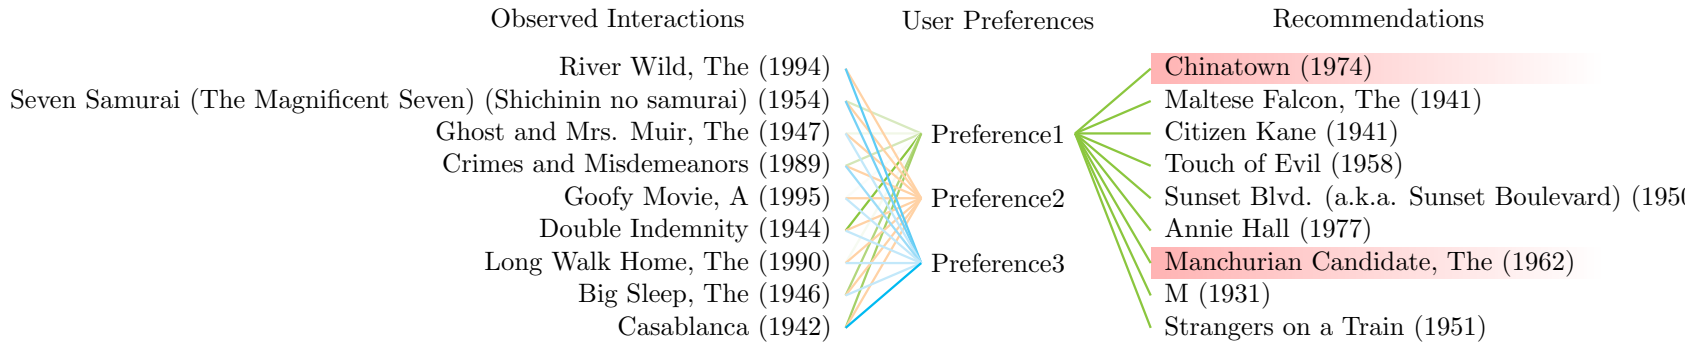 Observed Interactions
User Preferences
Recommendations
River Wild, The (1994)
Seven Samurai (The Magnificent Seven) (Shichinin no samurai) (1954)
Ghost and Mrs. Muir, The (1947)
Crimes and Misdemeanors (1989)
Goofy Movie, A (1995)
Double Indemnity (1944)
Long Walk Home, The (1990)
Big Sleep, The (1946)
Casablanca (1942)
Preference1
Preference2
Preference3
Chinatown (1974)
Maltese Falcon, The (1941)
Citizen Kane (1941)
Touch of Evil (1958)
Sunset Blvd. (a.k.a. Sunset Boulevard) (1950
Annie Hall (1977)
Manchurian Candidate, The (1962)
M (1931)
Strangers on a Train (1951)